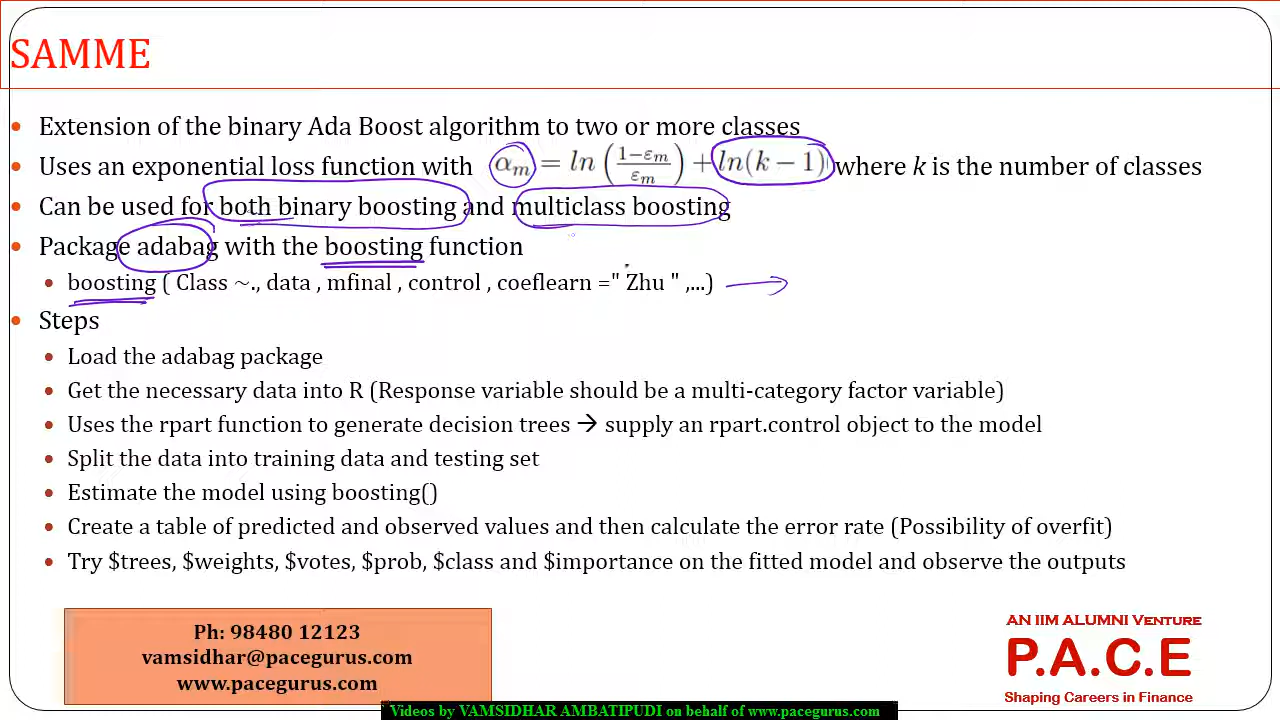 SAMME
• Extension of the binary Ada Boost algorithm to two or more classes
• Uses an exponential loss function with αₘ = ln((1−εₘ)/εₘ) + ln(k − 1) where k is the number of classes
• Can be used for both binary boosting and multiclass boosting
• Package adabag with the boosting function
• boosting ( Class ~., data , mfinal , control , coeflearn =" Zhu " ,...)
• Steps
• Load the adabag package
• Get the necessary data into R (Response variable should be a multi-category factor variable)
• Uses the rpart function to generate decision trees → supply an rpart.control object to the model
• Split the data into training data and testing set
• Estimate the model using boosting()
• Create a table of predicted and observed values and then calculate the error rate (Possibility of overfit)
• Try $trees, $weights, $votes, $prob, $class and $importance on the fitted model and observe the outputs
Ph: 98480 12123
vamsidhar@pacegurus.com
www.pacegurus.com
AN IIM ALUMNI VENTURE
P.A.C.E
Shaping Careers in Finance
Videos by VAMSIDHAR AMBATIPUDI on behalf of www.pacegurus.com